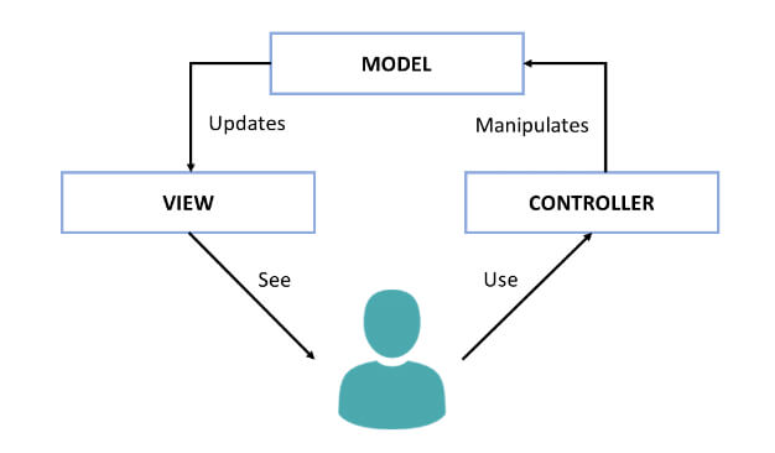 MODEL
Updates
Manipulates
VIEW
CONTROLLER
See
Use